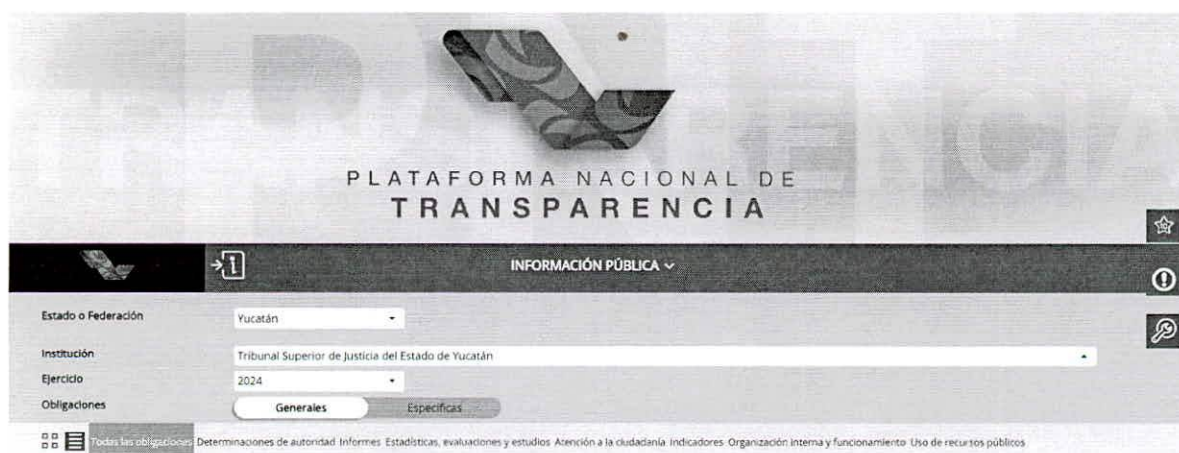 PLATAFORMA NACIONAL DE
TRANSPARENCIA
INFORMACIÓN PÚBLICA
Estado o Federación
Yucatán
Institución
Tribunal Superior de Justicia del Estado de Yucatán
Ejercicio
2024
Obligaciones
Generales Específicas
Todas las obligaciones Determinaciones de autoridad Informes Estadísticas, evaluaciones y estudios Atención a la ciudadanía Indicadores Organización interna y funcionamiento Uso de recursos públicos